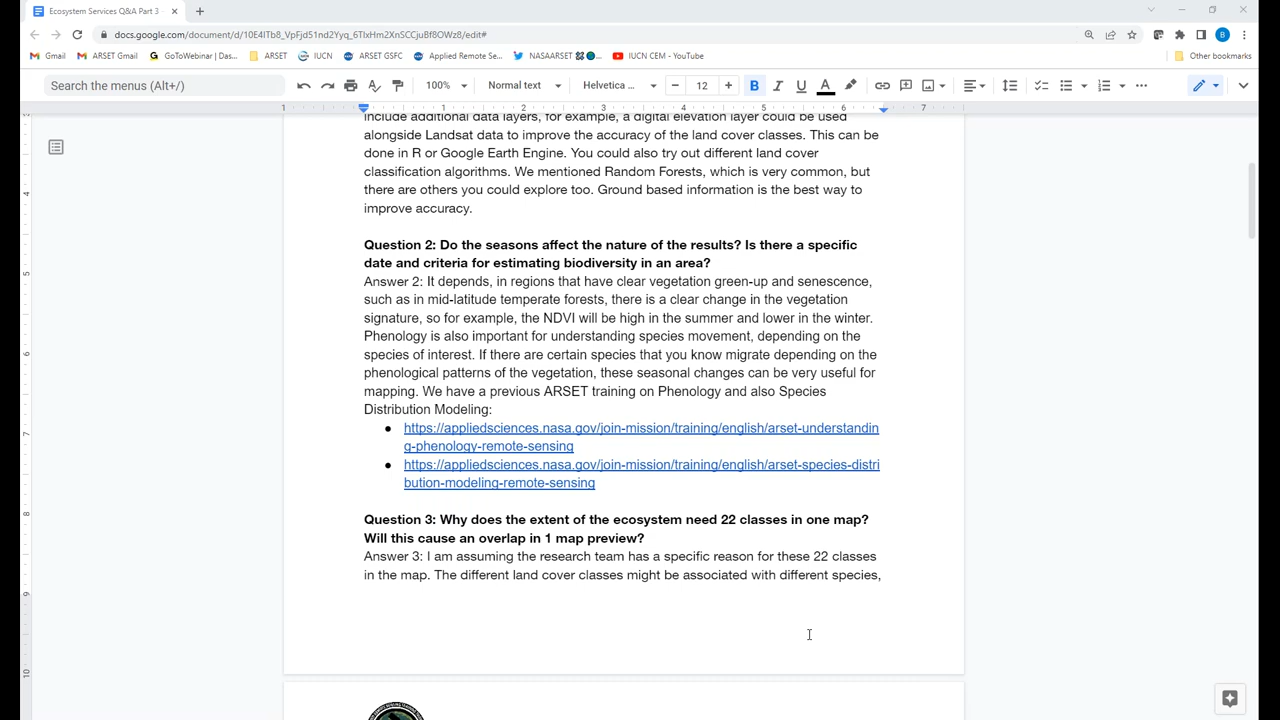 Ecosystem Services Q&A Part 3
docs.google.com/document/d/10E4ITb8_VpFjd51nd2Yyq_6TIxHm2XnSCCjuBf8OWz8/edit#
B
Gmail
ARSET Gmail
GoToWebinar | Das...
ARSET
IUCN
ARSET GSFC
Applied Remote Se...
NASAARSET
IUCN CEM - YouTube
Other bookmarks
Search the menus (Alt+/)
100%
Normal text
Helvetica ...
12
B I U A
1 1 2 3 4 5 6 7
include additional data layers, for example, a digital elevation layer could be used
alongside Landsat data to improve the accuracy of the land cover classes. This can be
done in R or Google Earth Engine. You could also try out different land cover
classification algorithms. We mentioned Random Forests, which is very common, but
there are others you could explore too. Ground based information is the best way to
improve accuracy.
Question 2: Do the seasons affect the nature of the results? Is there a specific
date and criteria for estimating biodiversity in an area?
Answer 2: It depends, in regions that have clear vegetation green-up and senescence,
such as in mid-latitude temperate forests, there is a clear change in the vegetation
signature, so for example, the NDVI will be high in the summer and lower in the winter.
Phenology is also important for understanding species movement, depending on the
species of interest. If there are certain species that you know migrate depending on the
phenological patterns of the vegetation, these seasonal changes can be very useful for
mapping. We have a previous ARSET training on Phenology and also Species
Distribution Modeling:
● https://appliedsciences.nasa.gov/join-mission/training/english/arset-understandin
g-phenology-remote-sensing
● https://appliedsciences.nasa.gov/join-mission/training/english/arset-species-distri
bution-modeling-remote-sensing
Question 3: Why does the extent of the ecosystem need 22 classes in one map?
Will this cause an overlap in 1 map preview?
Answer 3: I am assuming the research team has a specific reason for these 22 classes
in the map. The different land cover classes might be associated with different species,
4
5
6
7
8
9
10